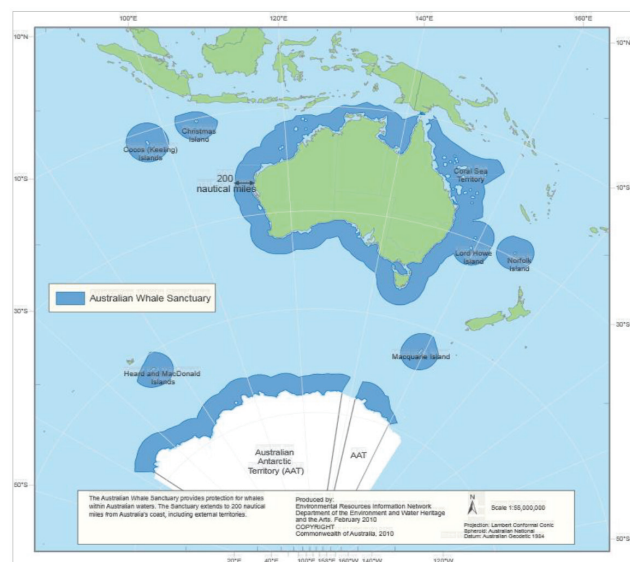 100°E 120°E 140°E 160°E
10°N 10°N
Christmas
Island
Cocos (Keeling)
Islands
200
nautical miles
Coral Sea
Territory
10°S
10°S
Lord Howe
Island
Norfolk
Island
Australian Whale Sanctuary
30°S
30°S
Macquarie Island
Heard and MacDonald
Islands
Australian
Antarctic
Territory (AAT)
AAT
50°S 50°S
The Australian Whale Sanctuary provides protection for whales
within Australian waters. The Sanctuary extends to 200 nautical
miles from Australia's coast, including external territories.
Produced by:
Environmental Resources Information Network
Department of the Environment and Water Heritage
and the Arts. February 2010
COPYRIGHT
Commonwealth of Australia, 2010
N
Scale 1:55,000,000
Projection: Lambert Conformal Conic
Spheroid: Australian National
Datum: Australian Geodetic 1984
160°W 140°W 120°W